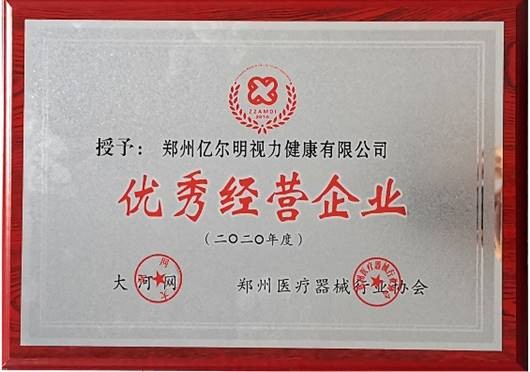 ZZAMDI
2016
授予：郑州亿尔明视力健康有限公司
优秀经营企业
（二〇二〇年度）
大河网 郑州医疗器械行业协会